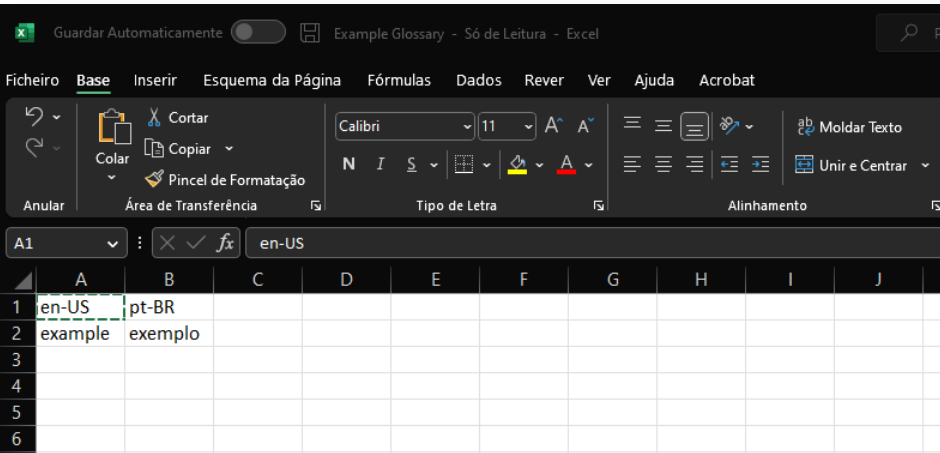 Guardar Automaticamente Example Glossary - Só de Leitura - Excel
Ficheiro Base Inserir Esquema da Página Fórmulas Dados Rever Ver Ajuda Acrobat
Colar
Cortar
Copiar
Pincel de Formatação
Calibri 11 A A
N I S A
ab Moldar Texto
Unir e Centrar
Anular Área de Transferência Tipo de Letra Alinhamento
A1 fx en-US
A B C D E F G H I J
1 en-US pt-BR
2 example exemplo
3
4
5
6